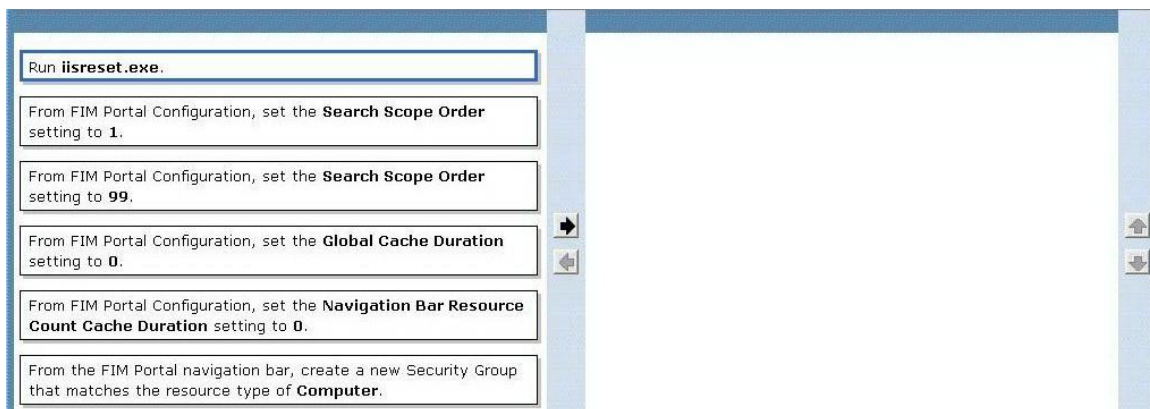 Run iisreset.exe.
From FIM Portal Configuration, set the Search Scope Order
setting to 1.
From FIM Portal Configuration, set the Search Scope Order
setting to 99.
From FIM Portal Configuration, set the Global Cache Duration
setting to 0.
From FIM Portal Configuration, set the Navigation Bar Resource
Count Cache Duration setting to 0.
From the FIM Portal navigation bar, create a new Security Group
that matches the resource type of Computer.